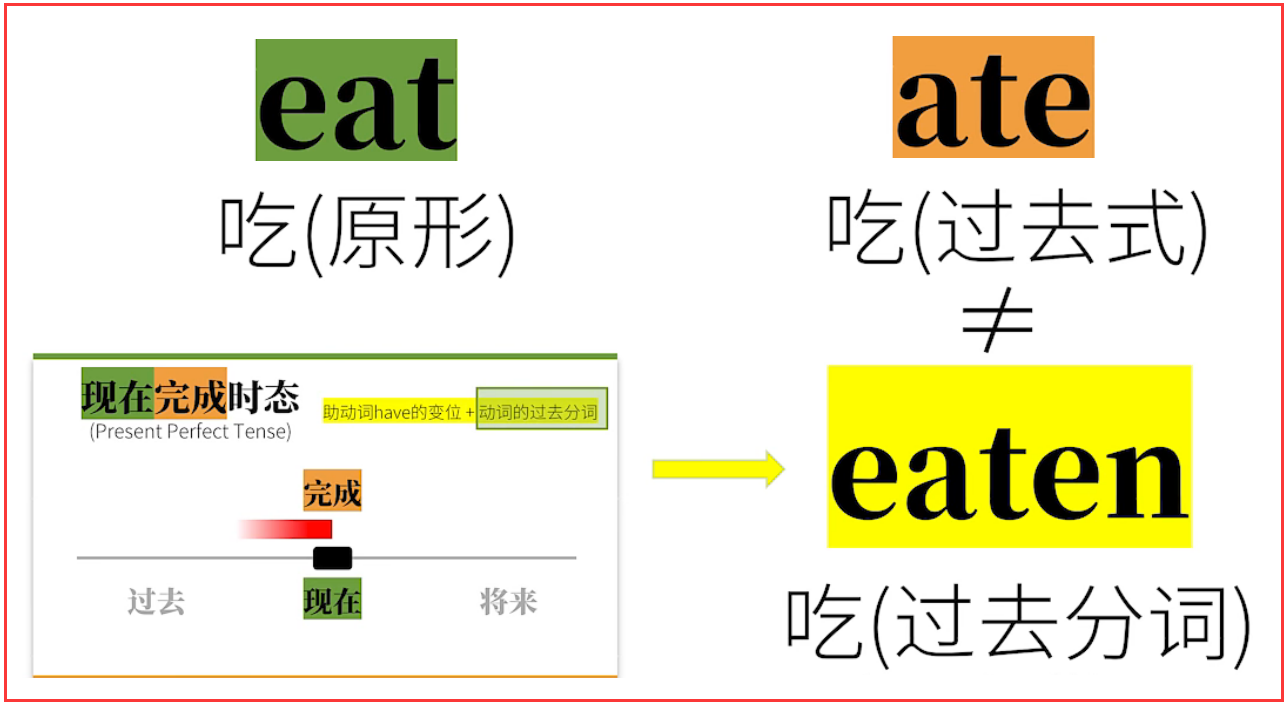 eat
吃(原形)
ate
吃(过去式)
≠
现在完成时态
(Present Perfect Tense)
助动词have的变位 + 动词的过去分词
完成
过去
现在
将来
eaten
吃(过去分词)